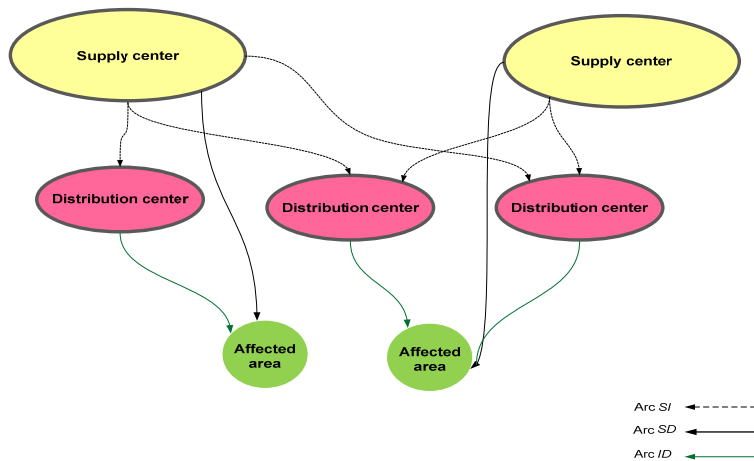 Supply center
Supply center
Distribution center
Distribution center
Distribution center
Affected
area
Affected
area
Arc SI
Arc SD
Arc ID